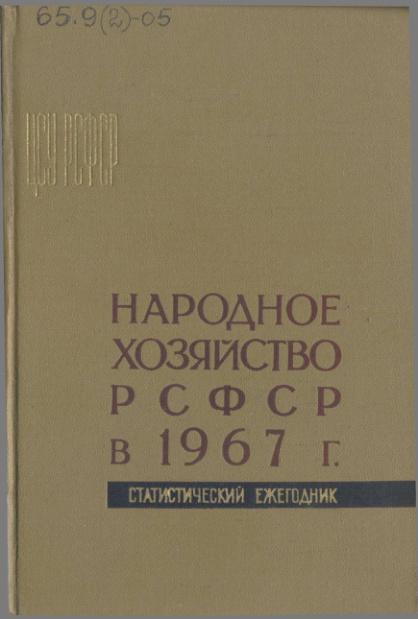 65.9(2)-05
ЦСУ РСФСР
НАРОДНОЕ
ХОЗЯЙСТВО
РСФСР
В 1967 г.
СТАТИСТИЧЕСКИЙ ЕЖЕГОДНИК